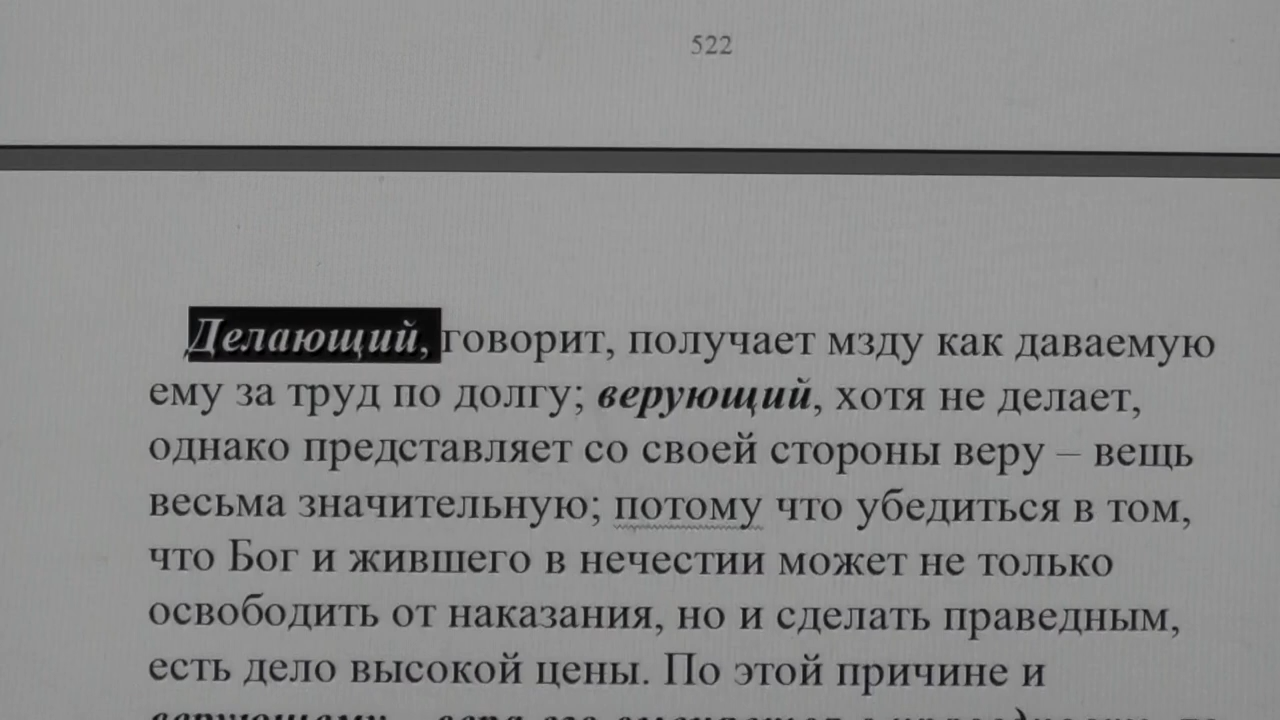 522
Делающий, говорит, получает мзду как даваемую
ему за труд по долгу; верующий, хотя не делает,
однако представляет со своей стороны веру – вещь
весьма значительную; потому что убедиться в том,
что Бог и жившего в нечестии может не только
освободить от наказания, но и сделать праведным,
есть дело высокой цены. По этой причине и